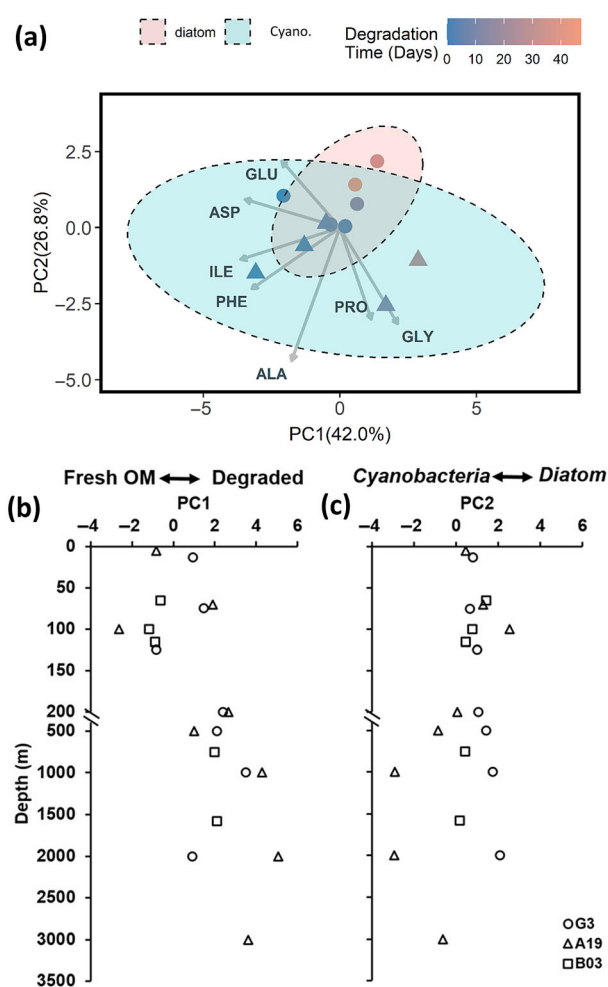 (a)
diatom Cyano.
Degradation
Time (Days)
0 10 20 30 40
2.5
0.0
−2.5
−5.0
PC2(26.8%)
GLU
ASP
ILE
PHE
PRO
GLY
ALA
−5 0 5
PC1(42.0%)
Fresh OM Degraded
(b)
PC1
−4 −2 0 2 4 6
Cyanobacteria Diatom
(c)
PC2
−4 −2 0 2 4 6
0
50
100
150
200
500
1000
1500
2000
2500
3000
3500
Depth (m)
G3
A19
B03